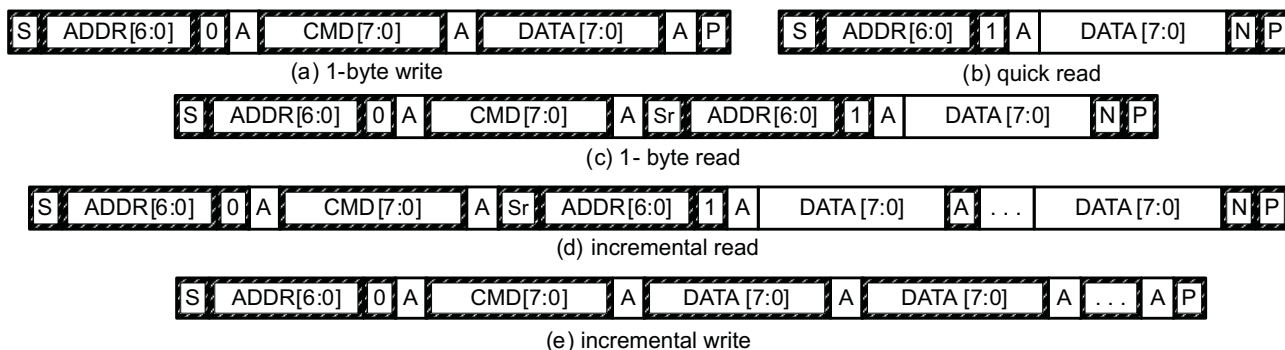 S ADDR[6:0] 0 A CMD[7:0] A DATA[7:0] A P
S ADDR[6:0] 1 A DATA[7:0] N P
(a) 1-byte write
(b) quick read
S ADDR[6:0] 0 A CMD[7:0] A Sr ADDR[6:0] 1 A DATA[7:0] N P
(c) 1- byte read
S ADDR[6:0] 0 A CMD[7:0] A Sr ADDR[6:0] 1 A DATA[7:0] A ... DATA[7:0] N P
(d) incremental read
S ADDR[6:0] 0 A CMD[7:0] A DATA[7:0] A DATA[7:0] A ... A P
(e) incremental write